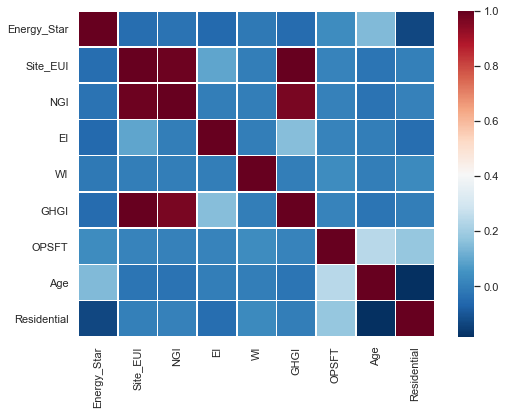 Energy_Star
Site_EUI
NGI
EI
WI
GHGI
OPSFT
Age
Residential
Energy_Star
Site_EUI
NGI
EI
WI
GHGI
OPSFT
Age
Residential
1.0
0.8
0.6
0.4
0.2
0.0